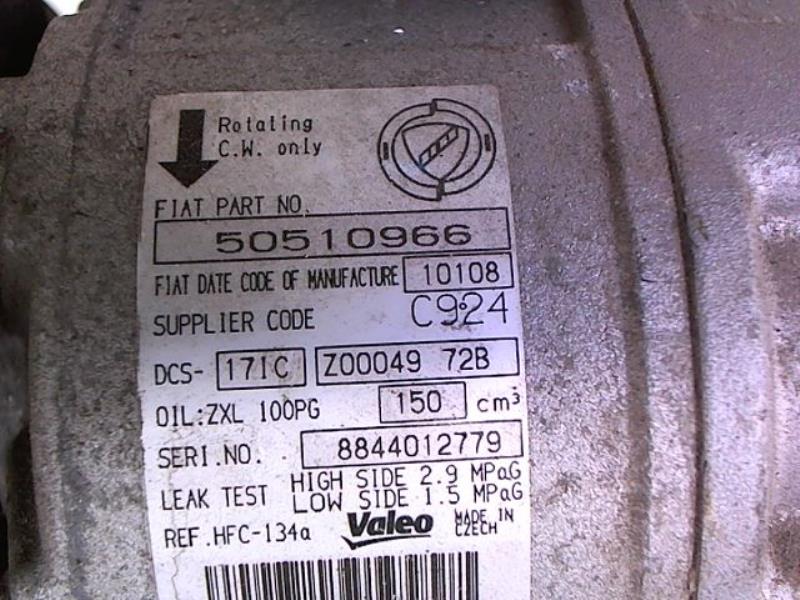 Rotating
C.W. only
FIAT PART NO.
50510966
FIAT DATE CODE OF MANUFACTURE 10108
SUPPLIER CODE C924
DCS- 17IC Z00049 72B
OIL:ZXL 100PG 150 cm³
SERI.NO. 8844012779
LEAK TEST HIGH SIDE 2.9 MPaG
LOW SIDE 1.5 MPaG
REF.HFC-134a Valeo MADE IN
CZECH